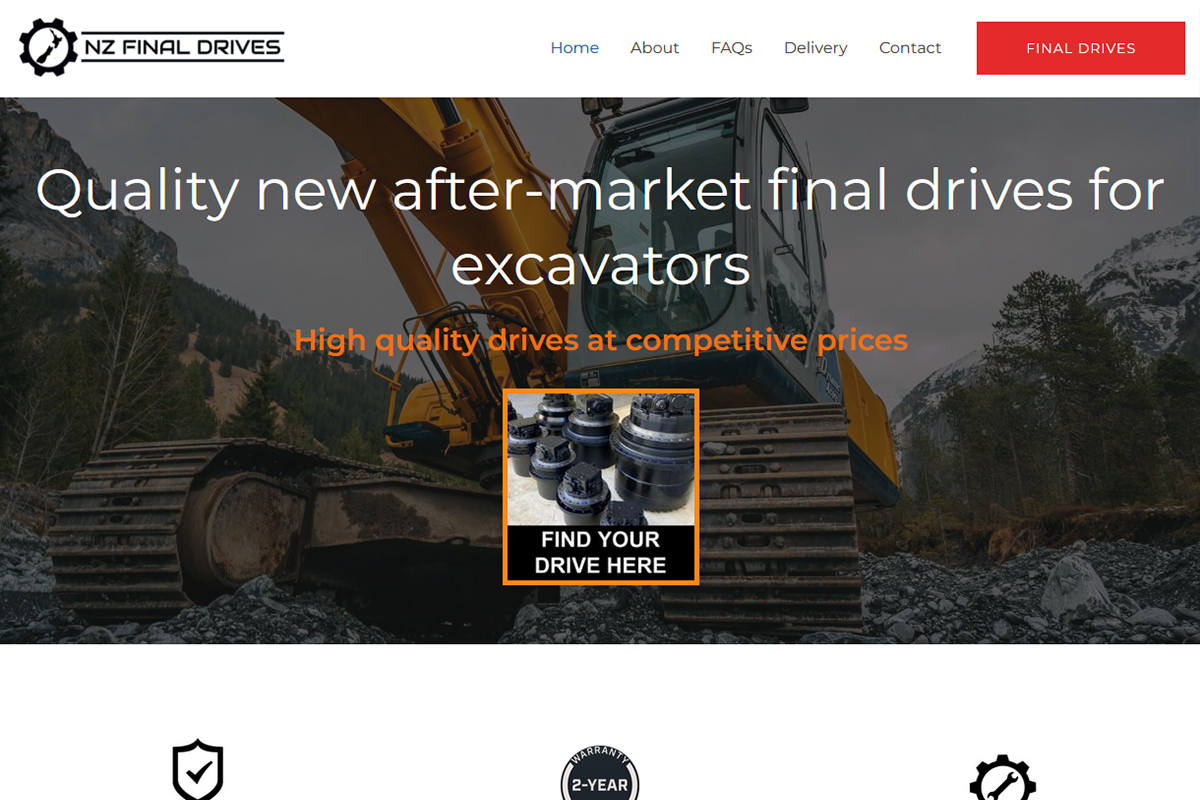 NZ FINAL DRIVES
Home
About
FAQs
Delivery
Contact
FINAL DRIVES
Quality new after-market final drives for
excavators
High quality drives at competitive prices
FIND YOUR
DRIVE HERE
WARRANTY
2-YEAR